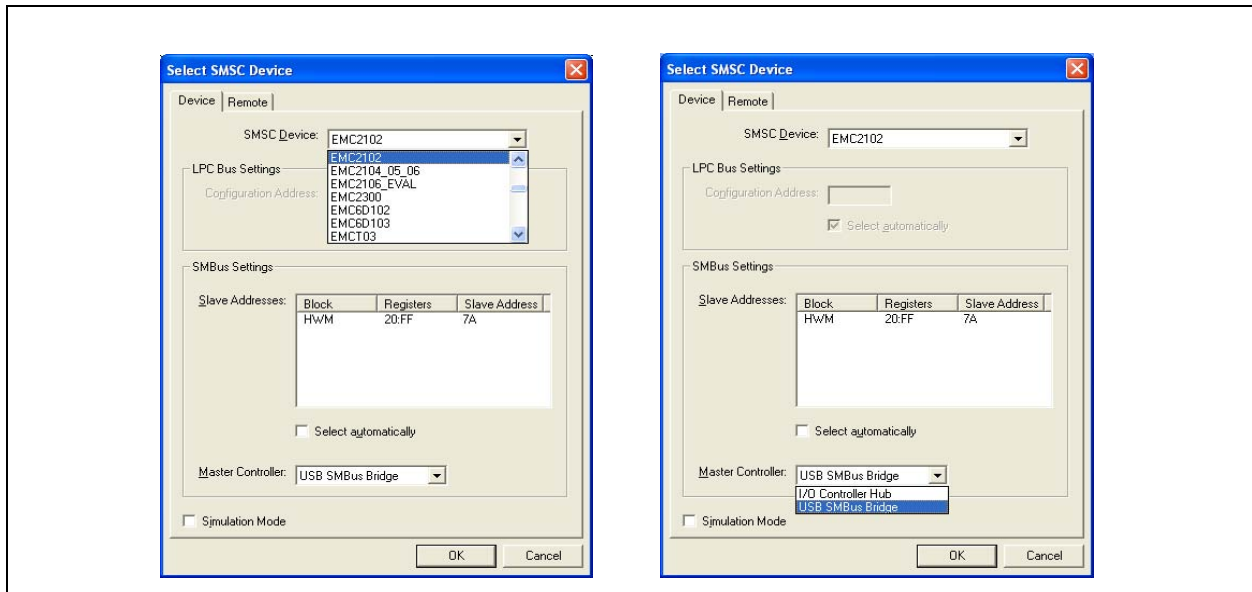 Select SMSC Device
Device
Remote
SMSC Device:
EMC2102
EMC2102
EMC2104_05_06
EMC2106_EVAL
EMC2300
EMC6D102
EMC6D103
EMCT03
LPC Bus Settings
Configuration Address:
SMBus Settings
Slave Addresses:
Block Registers Slave Address
HWM 20:FF 7A
Select automatically
Master Controller:
USB SMBus Bridge
Simulation Mode
OK
Cancel
Select SMSC Device
Device
Remote
SMSC Device:
EMC2102
LPC Bus Settings
Configuration Address:
Select automatically
SMBus Settings
Slave Addresses:
Block Registers Slave Address
HWM 20:FF 7A
Select automatically
Master Controller:
USB SMBus Bridge
I/O Controller Hub
USB SMBus Bridge
Simulation Mode
OK
Cancel